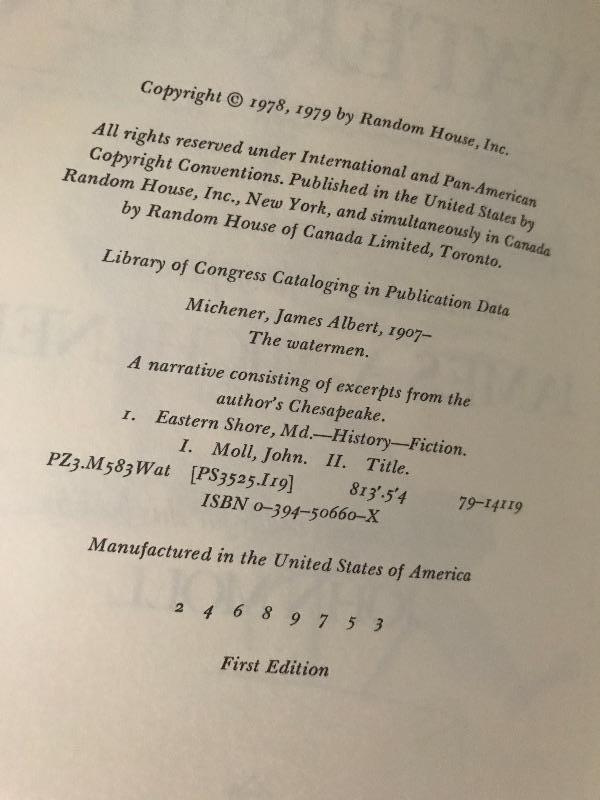 Copyright © 1978, 1979 by Random House, Inc.
All rights reserved under International and Pan-American
Copyright Conventions. Published in the United States by
Random House, Inc., New York, and simultaneously in Canada
by Random House of Canada Limited, Toronto.
Library of Congress Cataloging in Publication Data
Michener, James Albert, 1907–
The watermen.
A narrative consisting of excerpts from the
author's Chesapeake.
1. Eastern Shore, Md.—History—Fiction.
I. Moll, John. II. Title.
PZ3.M583Wat [PS3525.I19] 813'.5'4 79-14119
ISBN 0-394-50660-X
Manufactured in the United States of America
2 4 6 8 9 7 5 3
First Edition